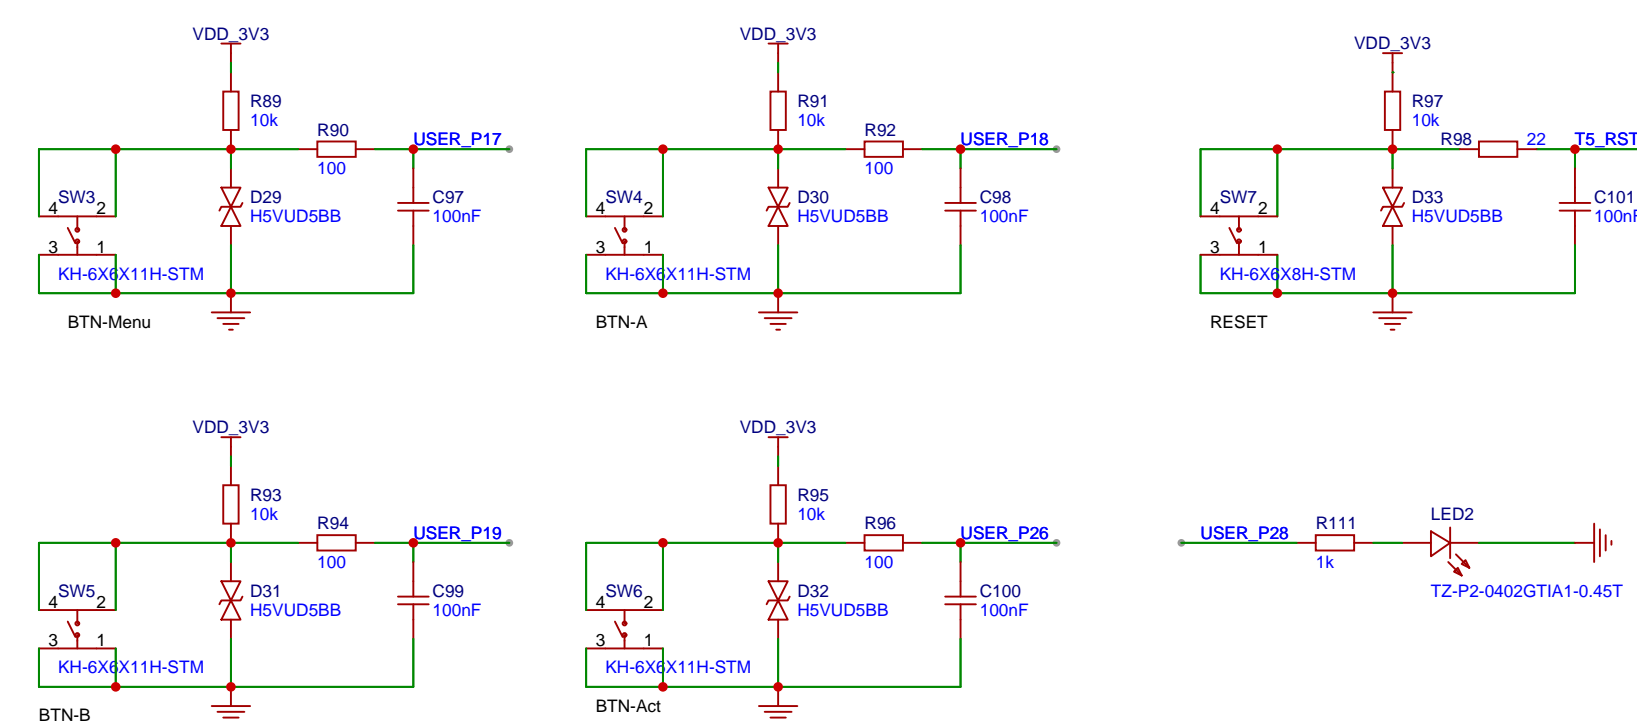 VDD_3V3
R89
10k
R90
100
USER_P17
SW3
4 2
3 1
KH-6X6X11H-STM
D29
H5VUD5BB
C97
100nF
BTN-Menu
VDD_3V3
R91
10k
R92
100
USER_P18
SW4
4 2
3 1
KH-6X6X11H-STM
D30
H5VUD5BB
C98
100nF
BTN-A
VDD_3V3
R97
10k
R98 22
T5_RST
SW7
4 2
3 1
KH-6X6X8H-STM
D33
H5VUD5BB
C101
100nF
RESET
VDD_3V3
R93
10k
R94
100
USER_P19
SW5
4 2
3 1
KH-6X6X11H-STM
D31
H5VUD5BB
C99
100nF
BTN-B
VDD_3V3
R95
10k
R96
100
USER_P26
SW6
4 2
3 1
KH-6X6X11H-STM
D32
H5VUD5BB
C100
100nF
BTN-Act
USER_P28
R111
1k
LED2
TZ-P2-0402GTIA1-0.45T